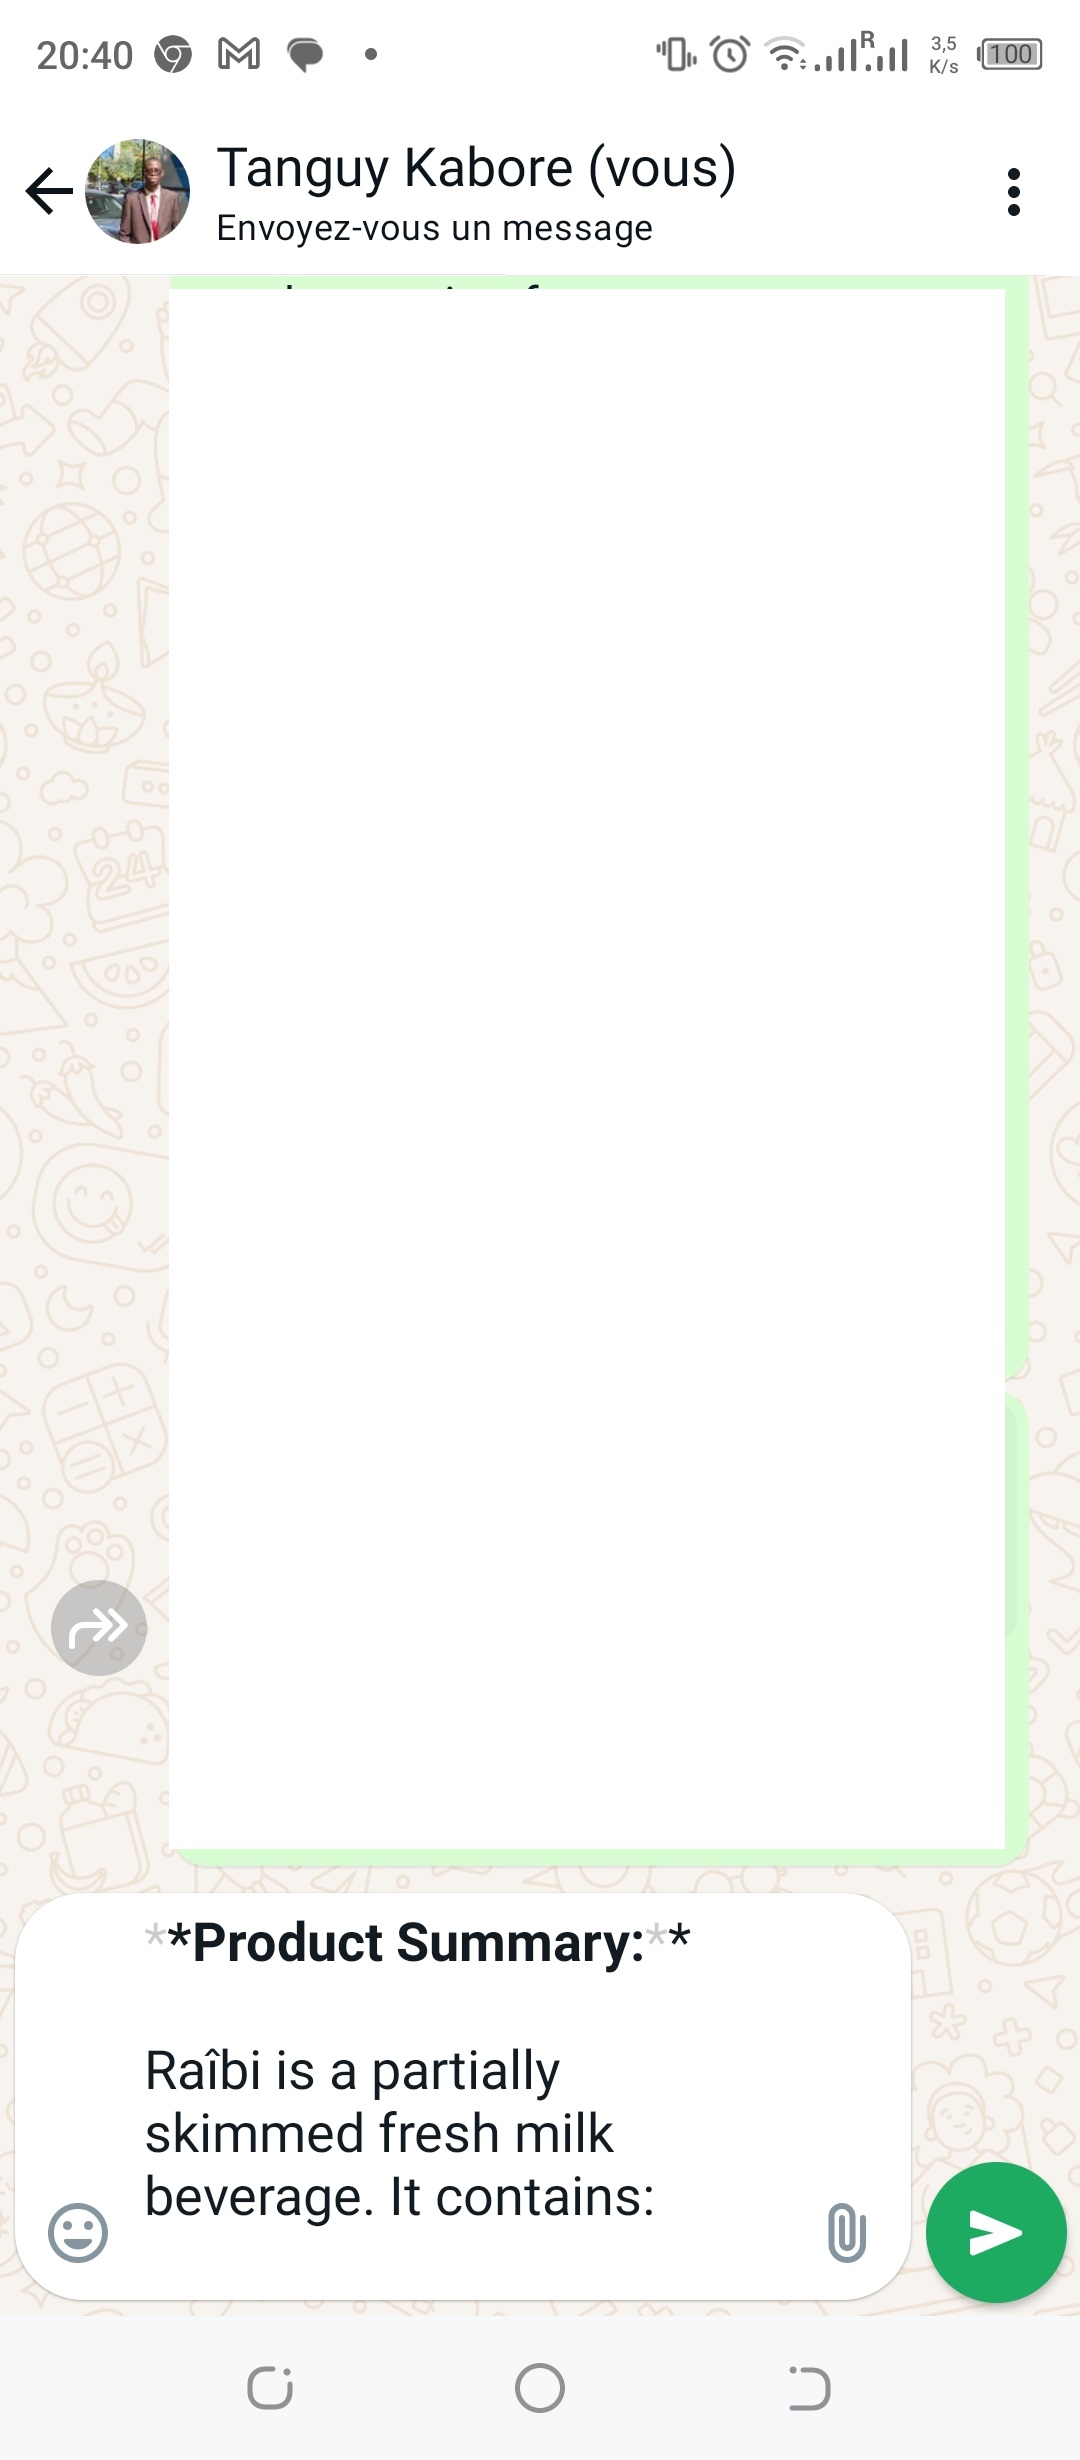 20:40
R
3,5
K/s
100
Tanguy Kabore (vous)
Envoyez-vous un message
24
**Product Summary:**
Raîbi is a partially
skimmed fresh milk
beverage. It contains: